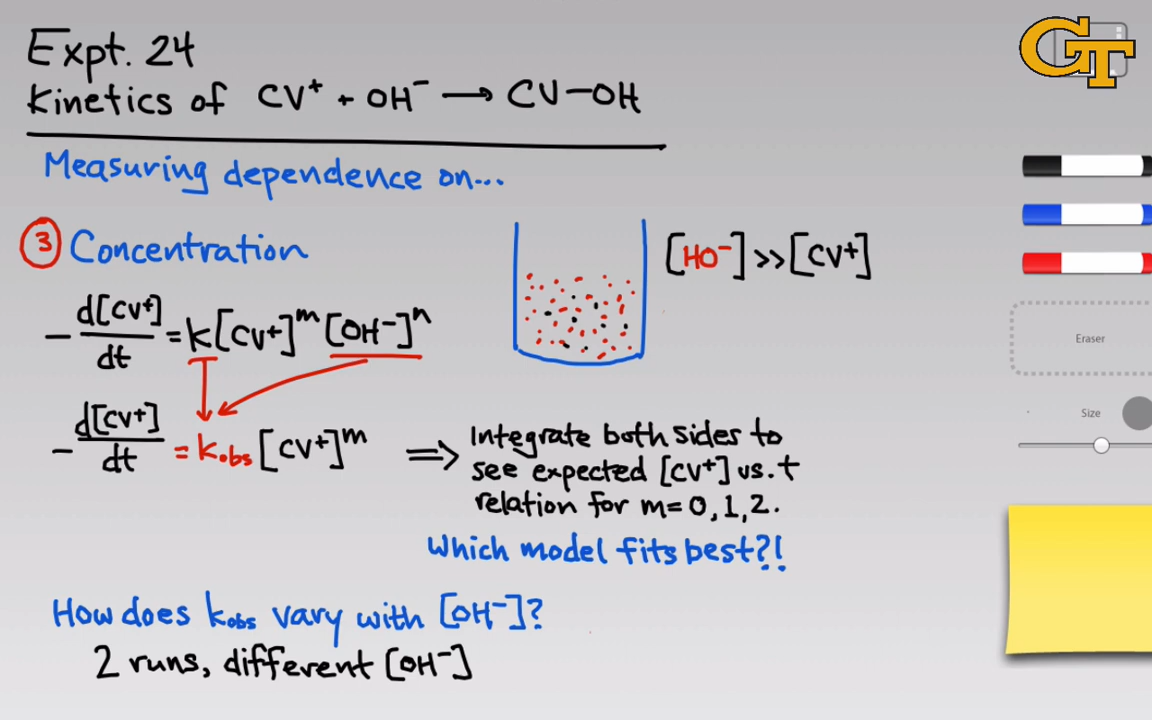 Expt. 24
Kinetics of CV⁺ + OH⁻ → CV–OH
GT
Measuring dependence on...
③ Concentration
[HO⁻] >> [CV⁺]
− d[CV⁺]/dt = k[CV⁺]ᵐ [OH⁻]ⁿ
− d[CV⁺]/dt = kobs [CV⁺]ᵐ ⟹ Integrate both sides to
see expected [CV⁺] vs. t
relation for m = 0, 1, 2.
Which model fits best?!
How does kobs vary with [OH⁻]?
2 runs, different [OH⁻]
Eraser
Size